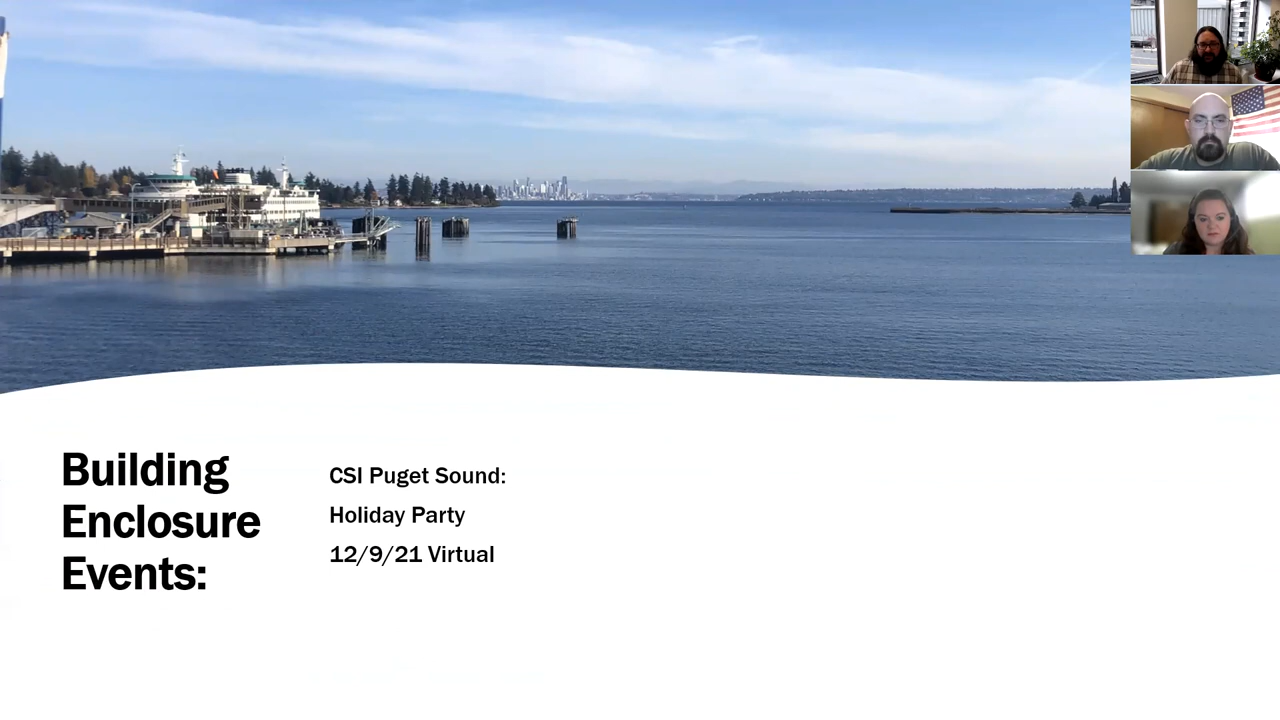 Building
Enclosure
Events:
CSI Puget Sound:
Holiday Party
12/9/21 Virtual